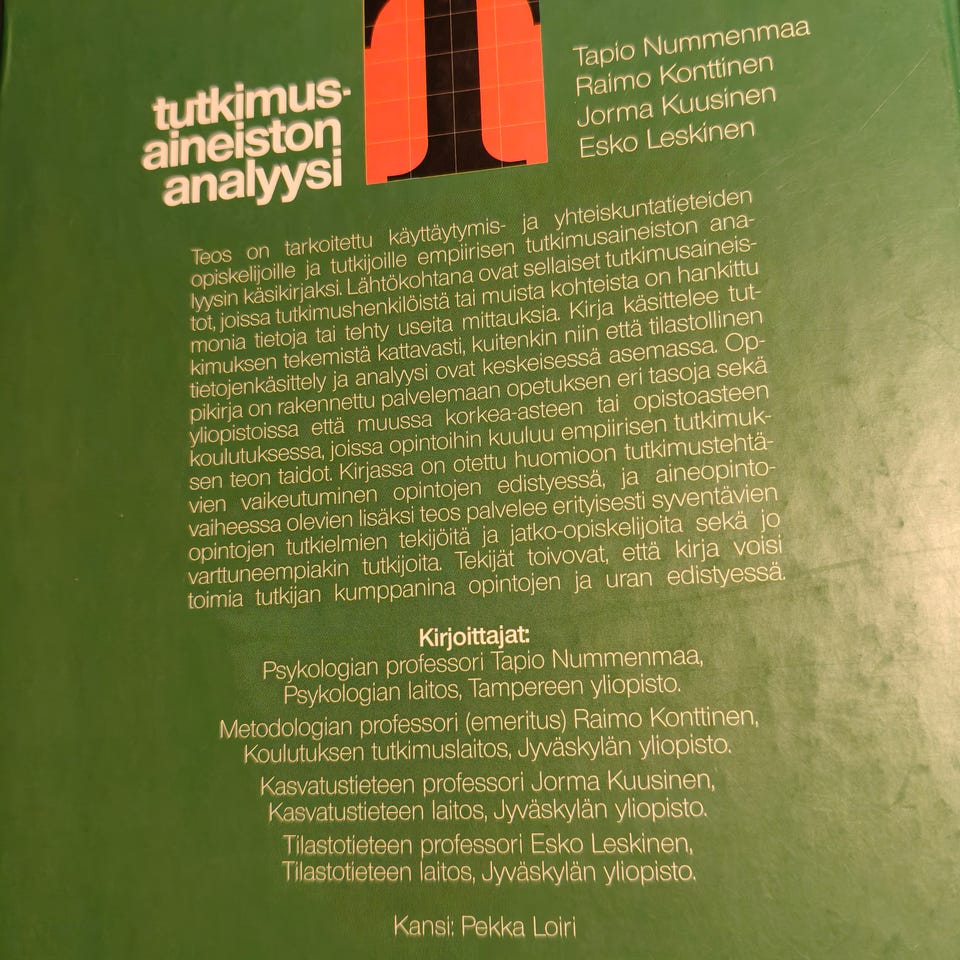 tutkimus-
aineiston
analyysi
Tapio Nummenmaa
Raimo Konttinen
Jorma Kuusinen
Esko Leskinen
Teos on tarkoitettu käyttäytymis- ja yhteiskuntatieteiden
opiskelijoille ja tutkijoille empiirisen tutkimusaineiston ana-
lyysin käsikirjaksi. Lähtökohtana ovat sellaiset tutkimusaineis-
tot, joissa tutkimushenkilöistä tai muista kohteista on hankittu
monia tietoja tai tehty useita mittauksia. Kirja käsittelee tut-
kimuksen tekemistä kattavasti, kuitenkin niin että tilastollinen
tietojenkäsittely ja analyysi ovat keskeisessä asemassa. Op-
pikirja on rakennettu palvelemaan opetuksen eri tasoja sekä
yliopistoissa että muussa korkea-asteen tai opistoasteen
koulutuksessa, joissa opintoihin kuuluu empiirisen tutkimuk-
sen teon taidot. Kirjassa on otettu huomioon tutkimustehtä-
vien vaikeutuminen opintojen edistyessä, ja aineopinto-
vaiheessa olevien lisäksi teos palvelee erityisesti syventävien
opintojen tutkielmien tekijöitä ja jatko-opiskelijoita sekä jo
varttuneempiakin tutkijoita. Tekijät toivovat, että kirja voisi
toimia tutkijan kumppanina opintojen ja uran edistyessä.
Kirjoittajat:
Psykologian professori Tapio Nummenmaa,
Psykologian laitos, Tampereen yliopisto.
Metodologian professori (emeritus) Raimo Konttinen,
Koulutuksen tutkimuslaitos, Jyväskylän yliopisto.
Kasvatustieteen professori Jorma Kuusinen,
Kasvatustieteen laitos, Jyväskylän yliopisto.
Tilastotieteen professori Esko Leskinen,
Tilastotieteen laitos, Jyväskylän yliopisto.
Kansi: Pekka Loiri